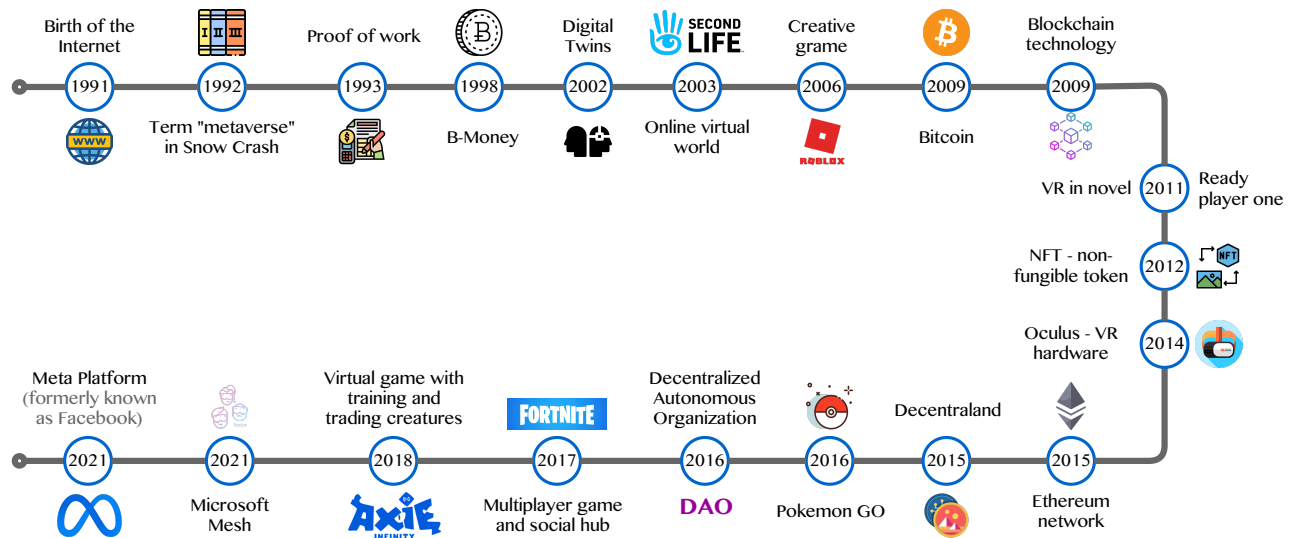 Birth of the
Internet
1991
WWW
I II III
1992
Term "metaverse"
in Snow Crash
Proof of work
1993
1998
B-Money
Digital
Twins
2002
SECOND
LIFE
2003
Online virtual
world
Creative
grame
2006
ROBLOX
2009
Bitcoin
Blockchain
technology
2009
VR in novel
2011
Ready
player one
NFT - non-
fungible token
2012
NFT
Oculus - VR
hardware
2014
2015
Ethereum
network
Decentraland
2015
2016
Pokemon GO
Decentralized
Autonomous
Organization
2016
DAO
FORTNITE
2017
Multiplayer game
and social hub
Virtual game with
training and
trading creatures
2018
AXIE
INFINITY
2021
Microsoft
Mesh
Meta Platform
(formerly known
as Facebook)
2021